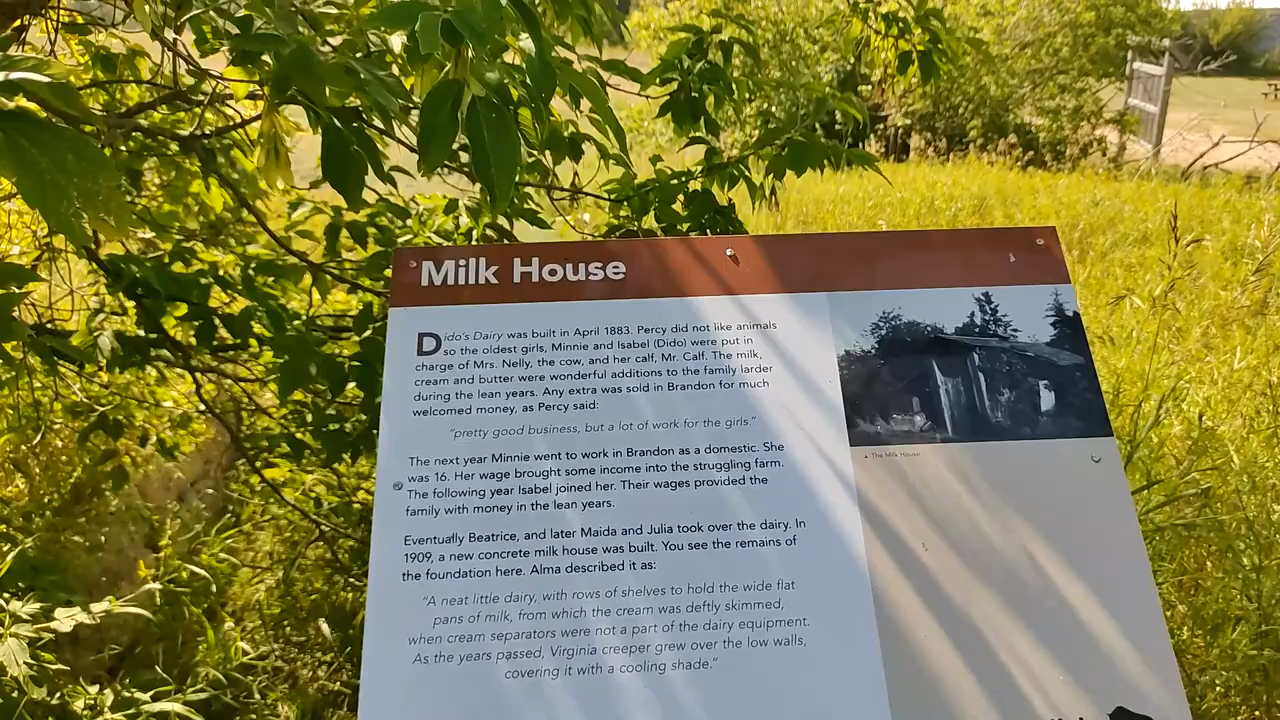 Milk House
Dido's Dairy was built in April 1883. Percy did not like animals
so the oldest girls, Minnie and Isabel (Dido) were put in
charge of Mrs. Nelly, the cow, and her calf, Mr. Calf. The milk,
cream and butter were wonderful additions to the family larder
during the lean years. Any extra was sold in Brandon for much
welcomed money, as Percy said:
"pretty good business, but a lot of work for the girls."
The next year Minnie went to work in Brandon as a domestic. She
was 16. Her wage brought some income into the struggling farm.
The following year Isabel joined her. Their wages provided the
family with money in the lean years.
Eventually Beatrice, and later Maida and Julia took over the dairy. In
1909, a new concrete milk house was built. You see the remains of
the foundation here. Alma described it as:
"A neat little dairy, with rows of shelves to hold the wide flat
pans of milk, from which the cream was deftly skimmed,
when cream separators were not a part of the dairy equipment.
As the years passed, Virginia creeper grew over the low walls,
covering it with a cooling shade."
▲ The Milk House